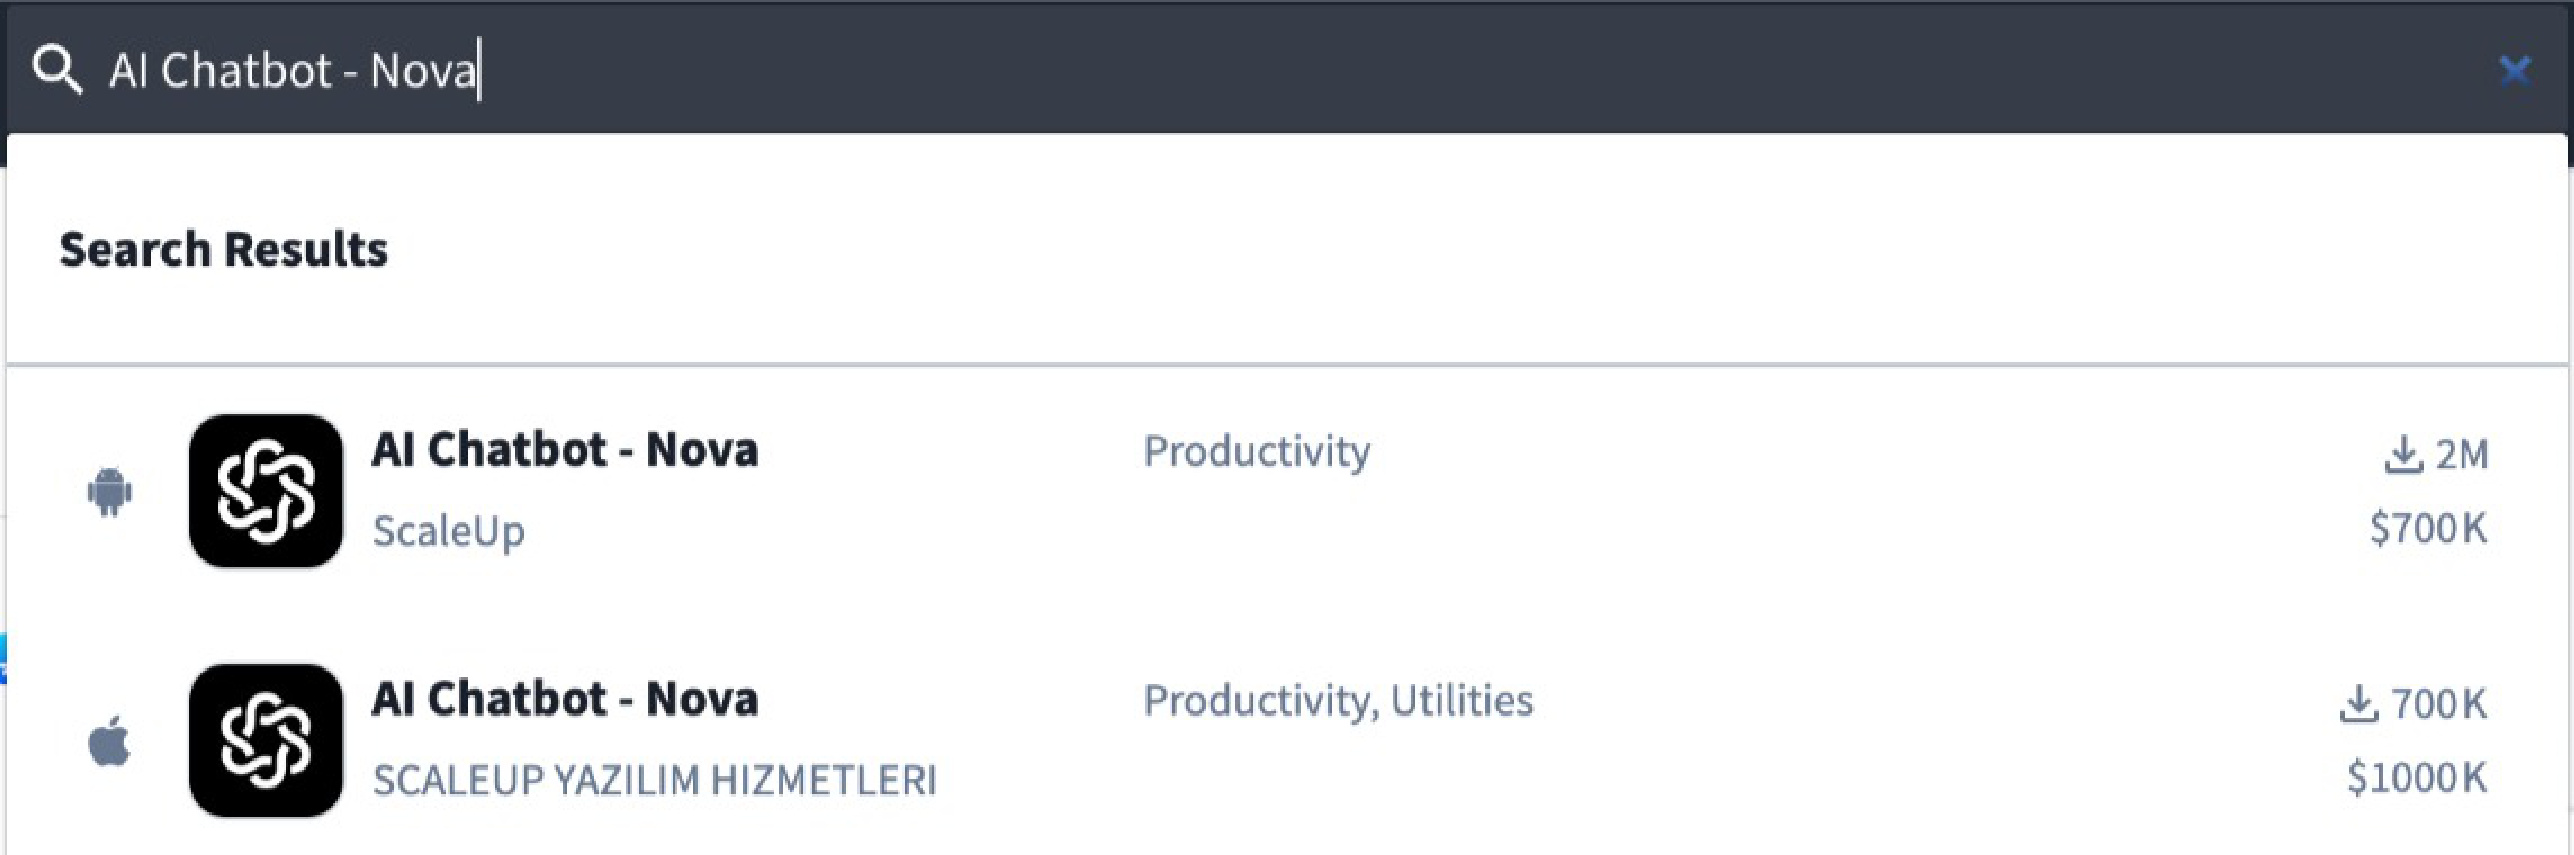 AI Chatbot - Nova
Search Results
AI Chatbot - Nova
Productivity
2M
ScaleUp
$700K
AI Chatbot - Nova
Productivity, Utilities
700K
SCALEUP YAZILIM HIZMETLERI
$1000K